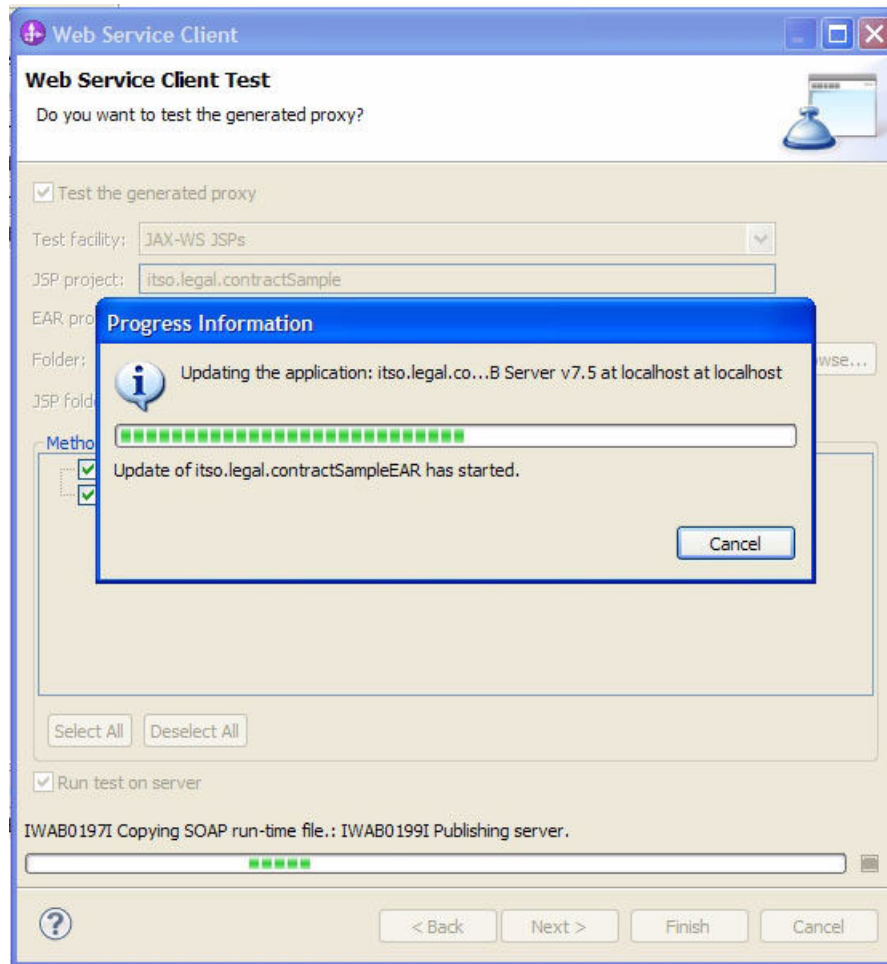 Web Service Client
Web Service Client Test
Do you want to test the generated proxy?
Test the generated proxy
Test facility: JAX-WS JSPs
JSP project: itso.legal.contractSample
EAR pro
Progress Information
Folder:
Updating the application: itso.legal.co...B Server v7.5 at localhost at localhost
wse...
JSP fold
Metho
Update of itso.legal.contractSampleEAR has started.
Cancel
Select All Deselect All
Run test on server
IWAB0197I Copying SOAP run-time file.: IWAB0199I Publishing server.
? < Back Next > Finish Cancel